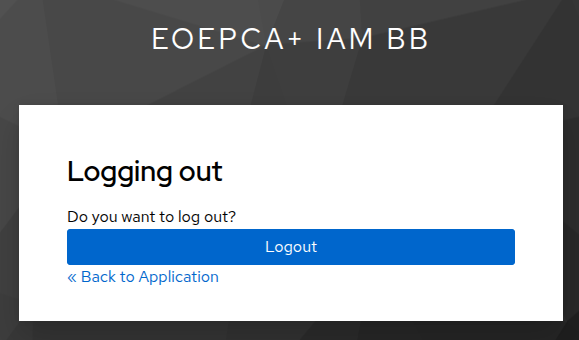 EOEPCA+ IAM BB
Logging out
Do you want to log out?
Logout
« Back to Application